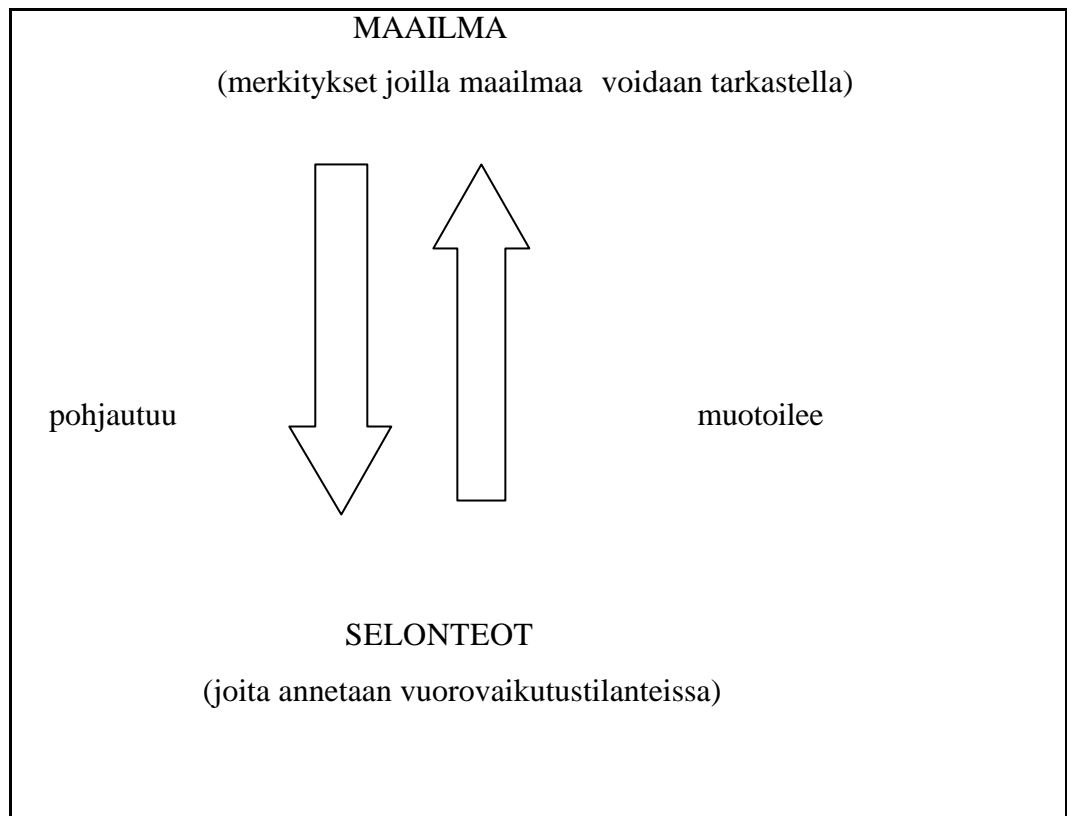 MAAILMA
(merkitykset joilla maailmaa voidaan tarkastella)
pohjautuu
muotoilee
SELONTEOT
(joita annetaan vuorovaikutustilanteissa)